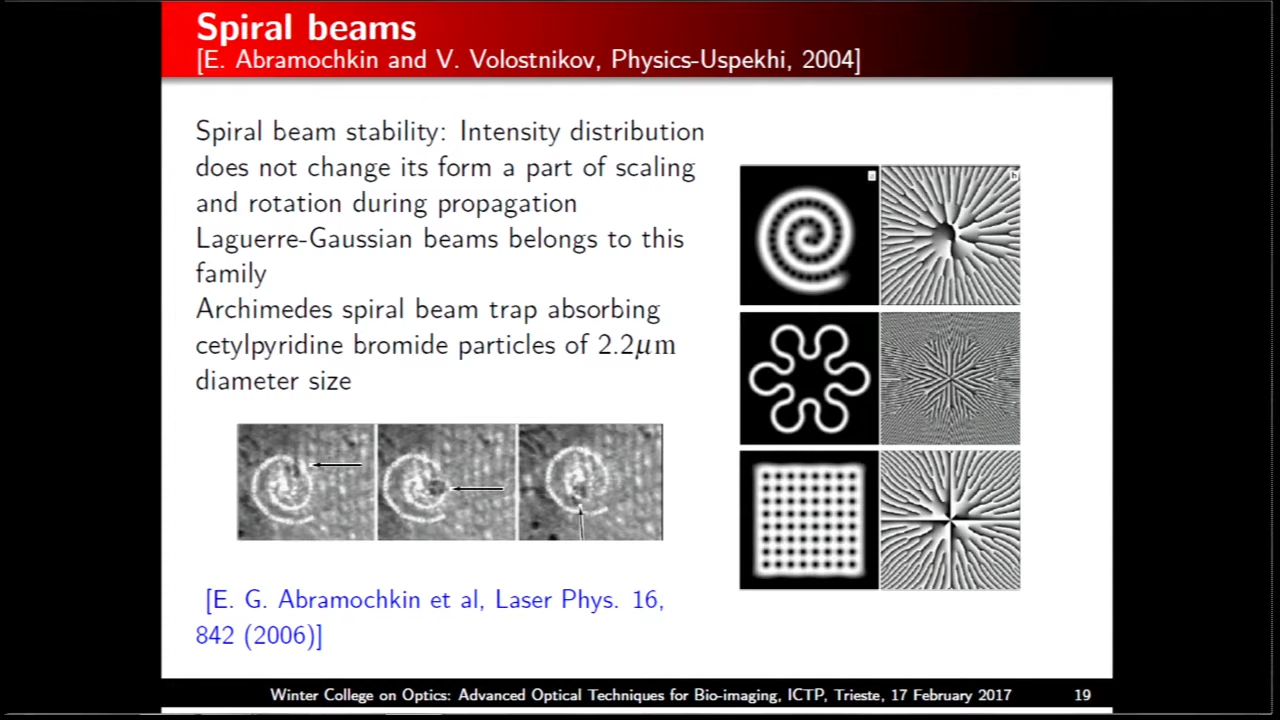 Spiral beams
[E. Abramochkin and V. Volostnikov, Physics-Uspekhi, 2004]
Spiral beam stability: Intensity distribution
does not change its form a part of scaling
and rotation during propagation
Laguerre-Gaussian beams belongs to this
family
Archimedes spiral beam trap absorbing
cetylpyridine bromide particles of 2.2μm
diameter size
a
b
[E. G. Abramochkin et al, Laser Phys. 16,
842 (2006)]
Winter College on Optics: Advanced Optical Techniques for Bio-imaging, ICTP, Trieste, 17 February 2017
19